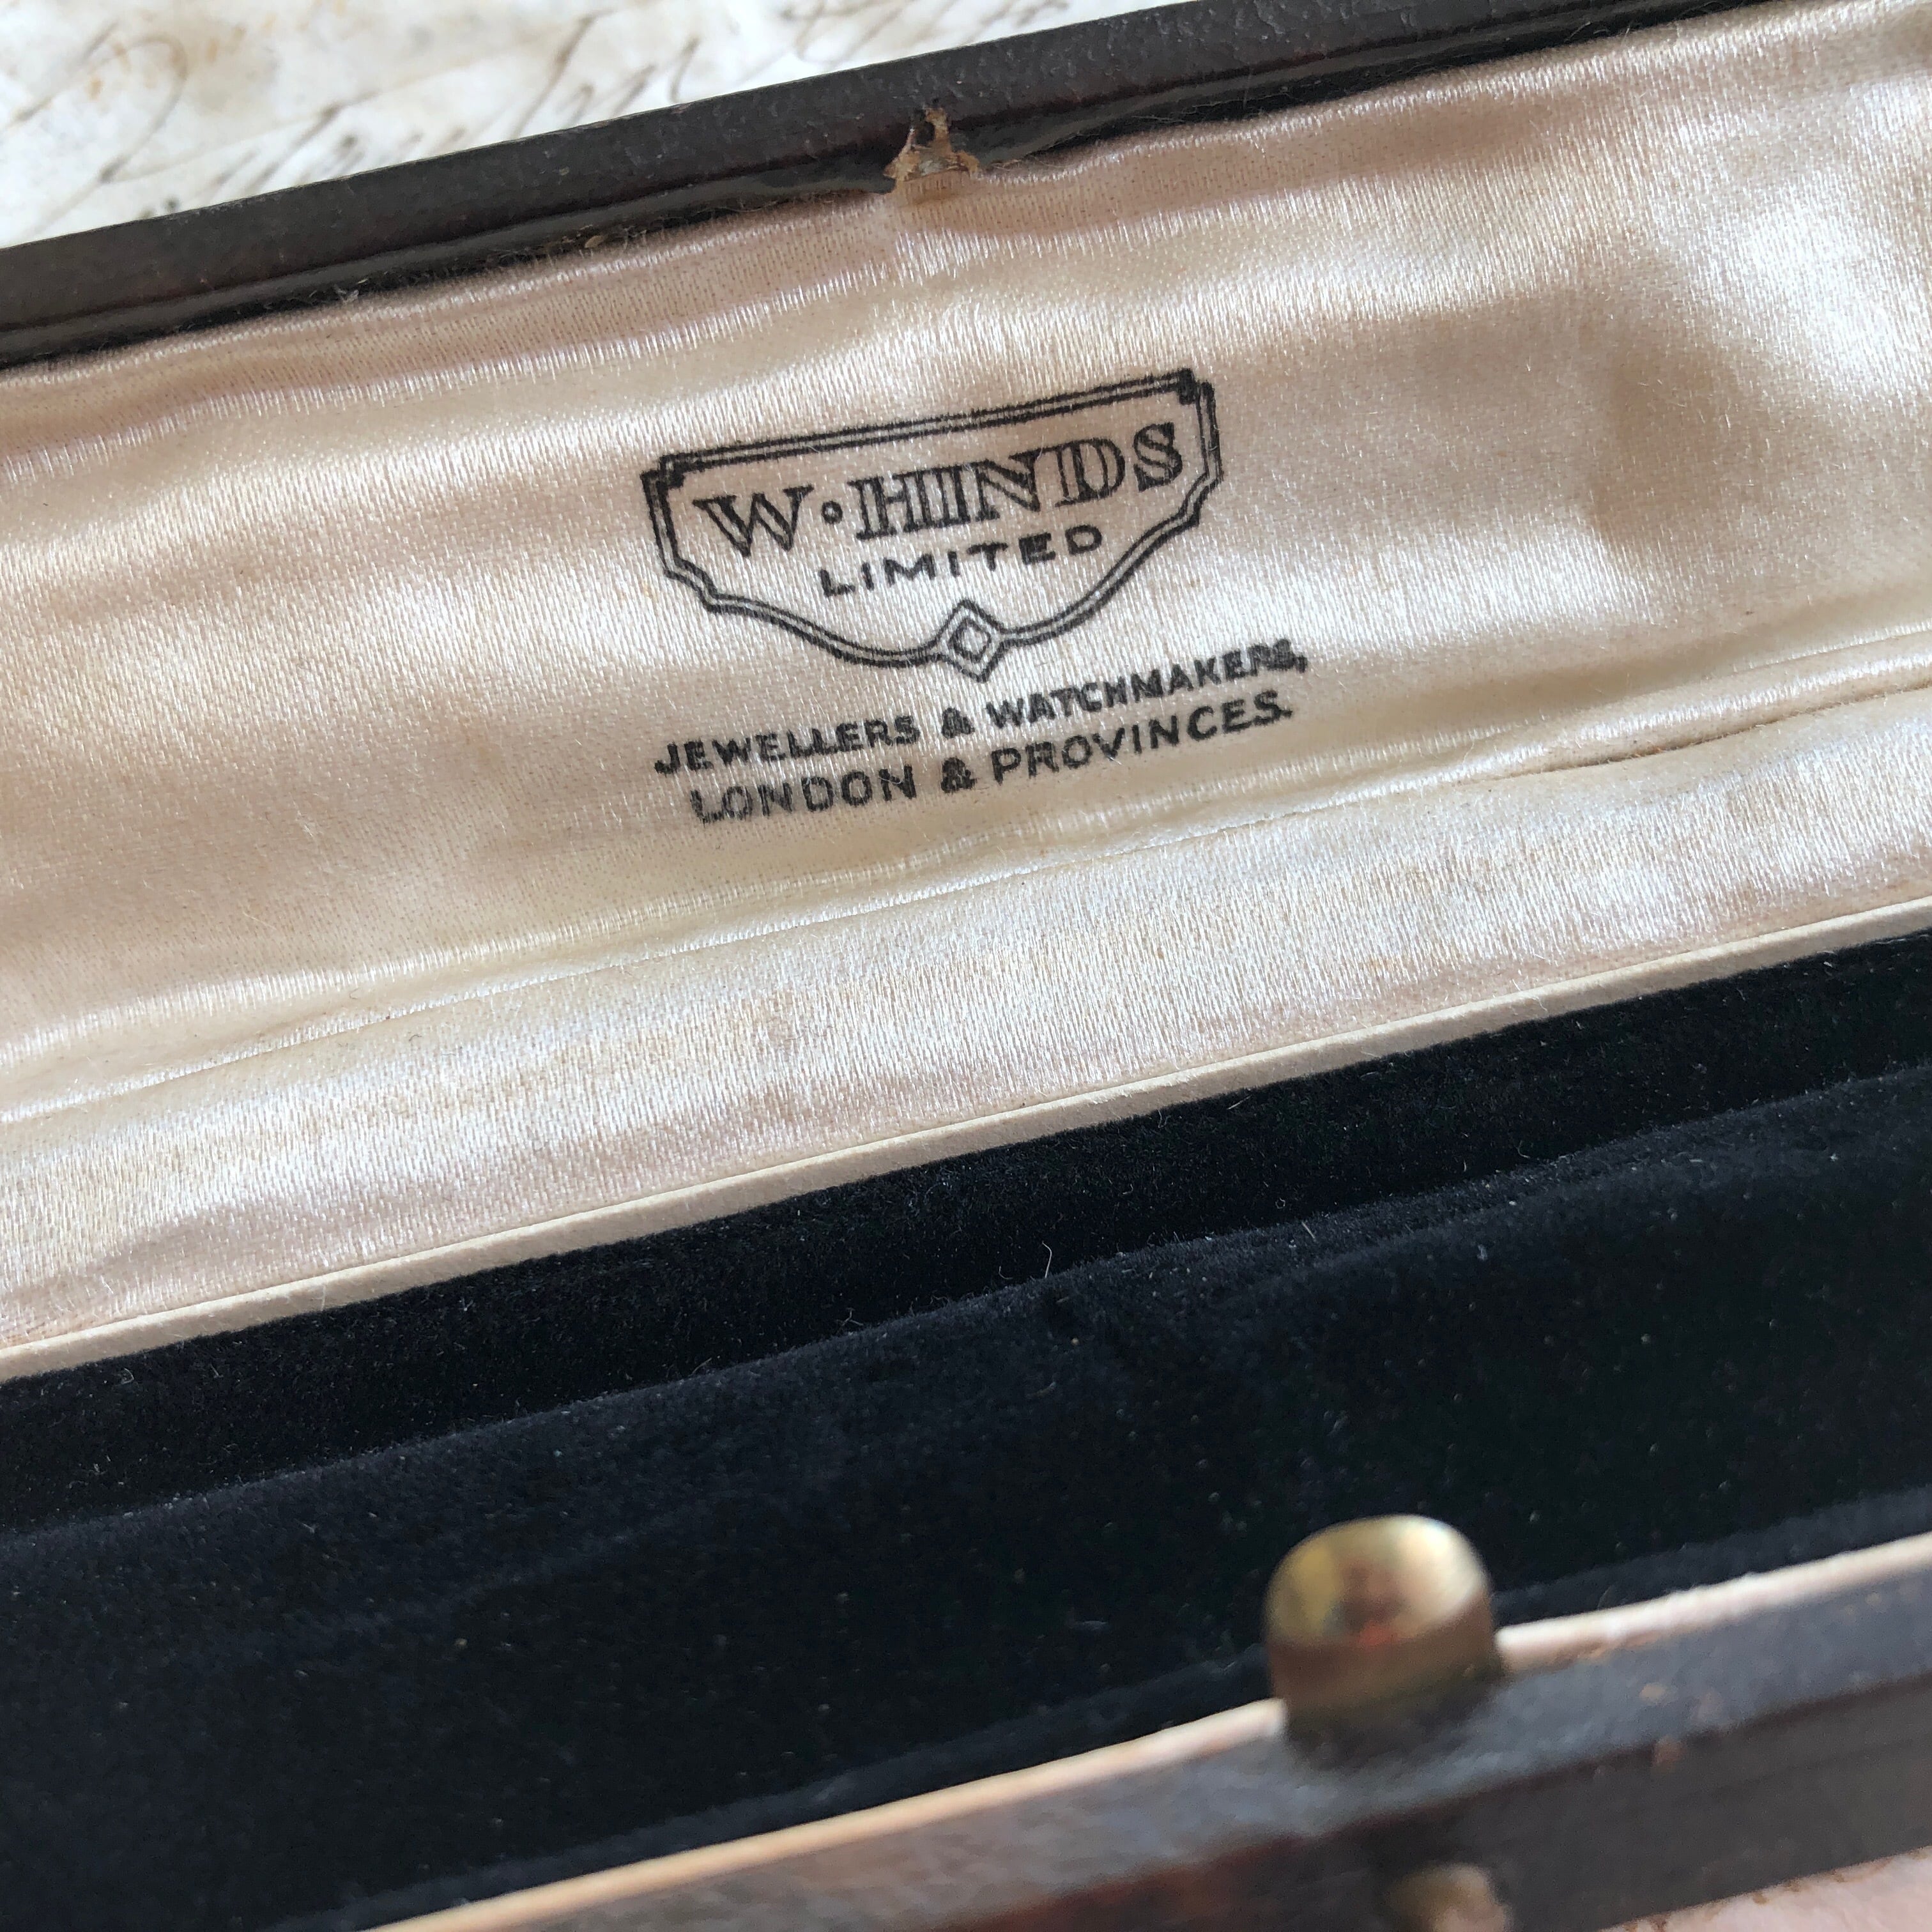 W·HINDS
LIMITED
JEWELLERS & WATCHMAKERS,
LONDON & PROVINCES.